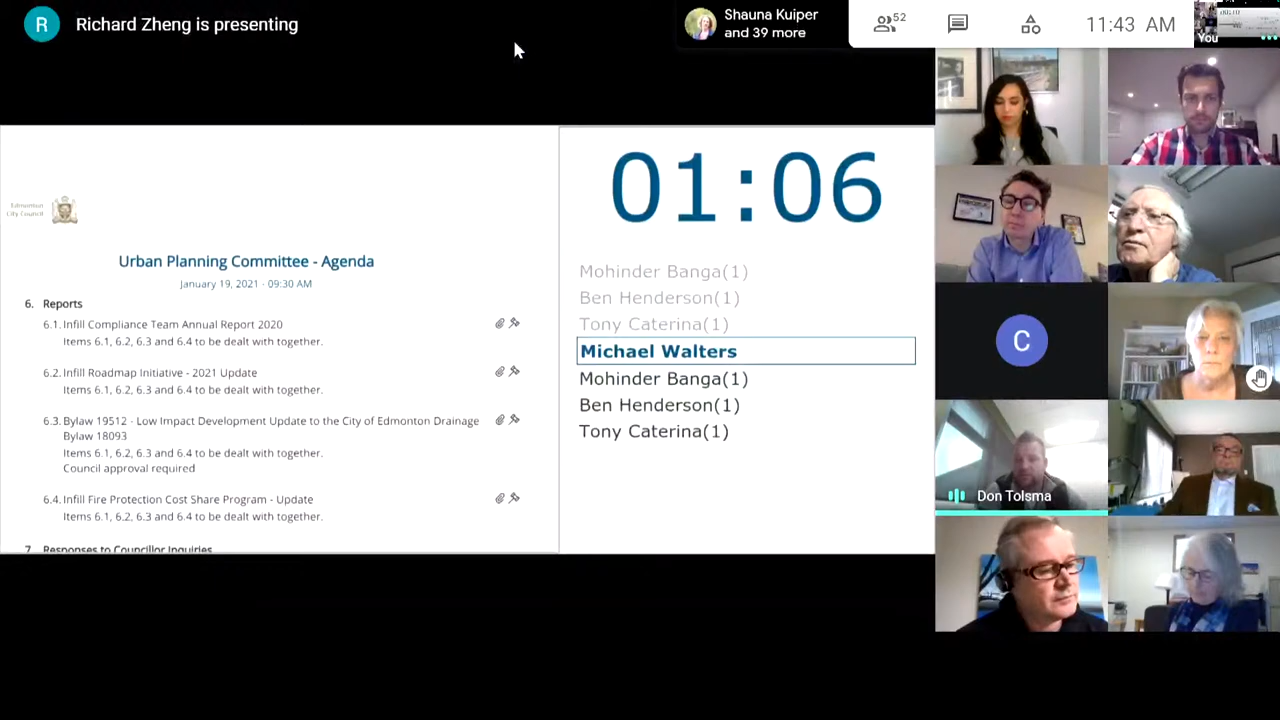 R
Richard Zheng is presenting
Shauna Kuiper
and 39 more
52
11:43 AM
You
Edmonton
City Council
Urban Planning Committee - Agenda
January 19, 2021 - 09:30 AM
6. Reports
6.1. Infill Compliance Team Annual Report 2020
Items 6.1, 6.2, 6.3 and 6.4 to be dealt with together.
6.2. Infill Roadmap Initiative - 2021 Update
Items 6.1, 6.2, 6.3 and 6.4 to be dealt with together.
6.3. Bylaw 19512 - Low Impact Development Update to the City of Edmonton Drainage
Bylaw 18093
Items 6.1, 6.2, 6.3 and 6.4 to be dealt with together.
Council approval required
6.4. Infill Fire Protection Cost Share Program - Update
Items 6.1, 6.2, 6.3 and 6.4 to be dealt with together.
7. Responses to Councillor Inquiries
01:06
Mohinder Banga(1)
Ben Henderson(1)
Tony Caterina(1)
Michael Walters
Mohinder Banga(1)
Ben Henderson(1)
Tony Caterina(1)
C
Don Tolsma